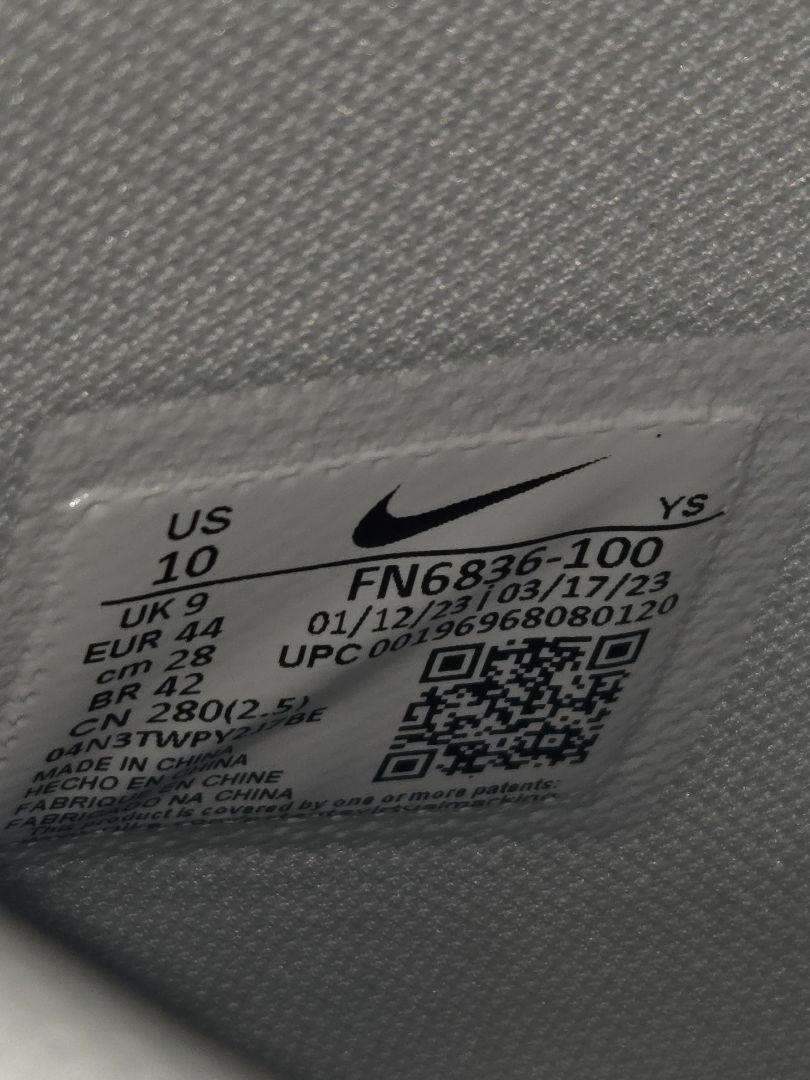 US
10
UK 9
EUR 44
cm 28
BR 42
CN 280(2.5)
04N3TWPY2J7BE
MADE IN CHINA
HECHO EN CHINA
FABRIQUÉ EN CHINE
FABRICADO NA CHINA
This product is covered by one or more patents:
YS
FN6836-100
01/12/23 / 03/17/23
UPC 00196968080120